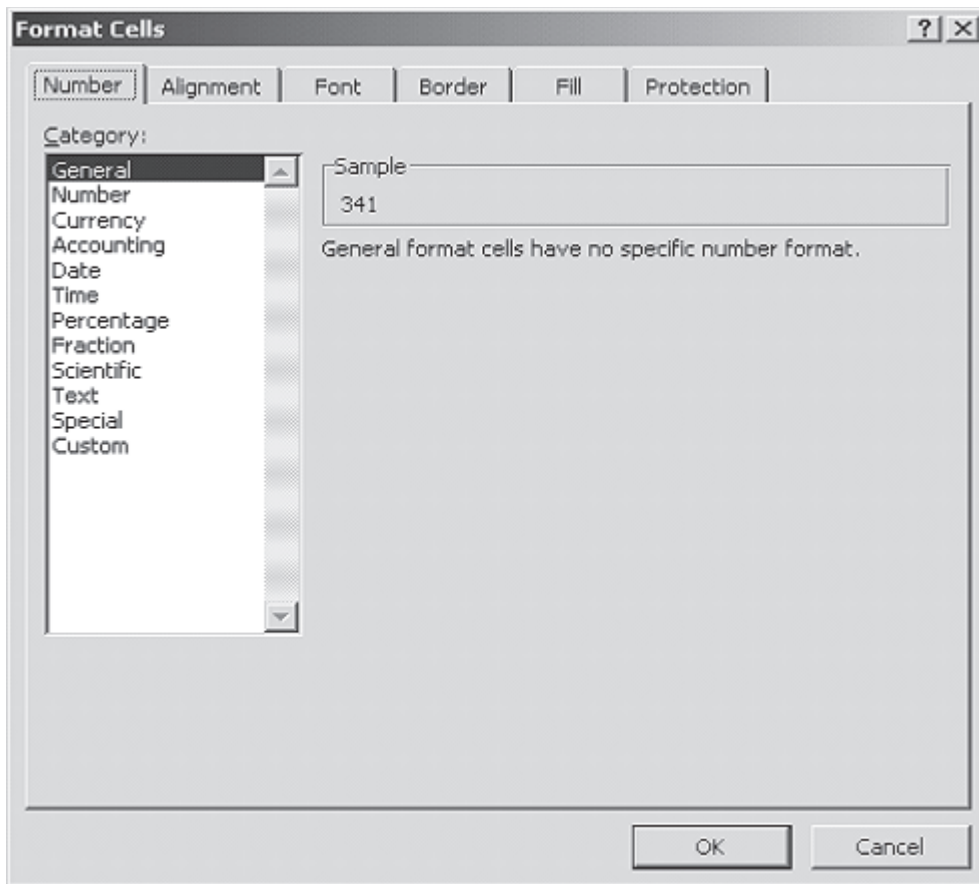 Format Cells
? X
Number Alignment Font Border Fill Protection
Category:
General
Number
Currency
Accounting
Date
Time
Percentage
Fraction
Scientific
Text
Special
Custom
Sample
341
General format cells have no specific number format.
OK Cancel